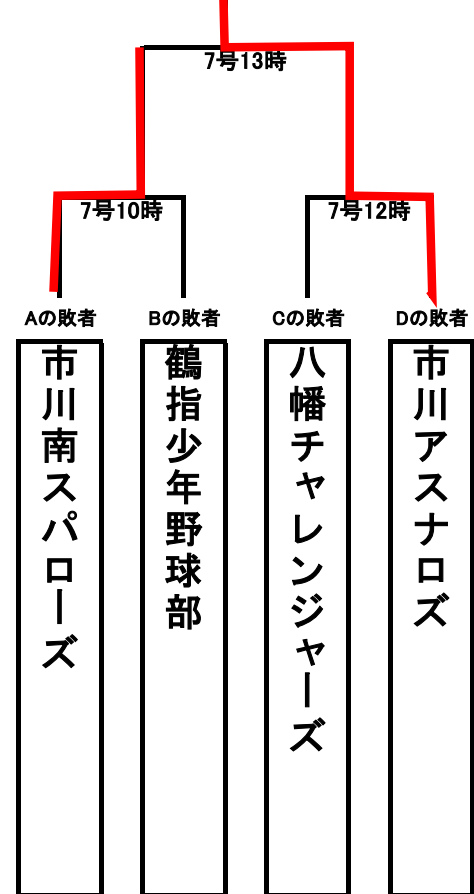 7号13時
7号10時
7号12時
Aの敗者
Bの敗者
Cの敗者
Dの敗者
市川南スパローズ
鶴指少年野球部
八幡チャレンジャーズ
市川アスナロズ